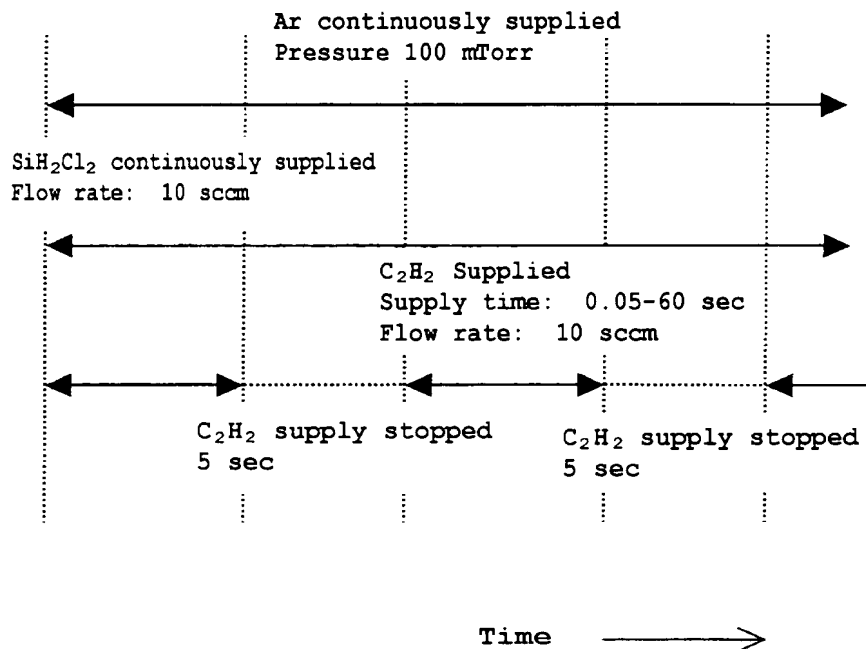 Ar continuously supplied
Pressure 100 mTorr
SiH₂Cl₂ continuously supplied
Flow rate: 10 sccm
C₂H₂ Supplied
Supply time: 0.05-60 sec
Flow rate: 10 sccm
C₂H₂ supply stopped
5 sec
C₂H₂ supply stopped
5 sec
Time